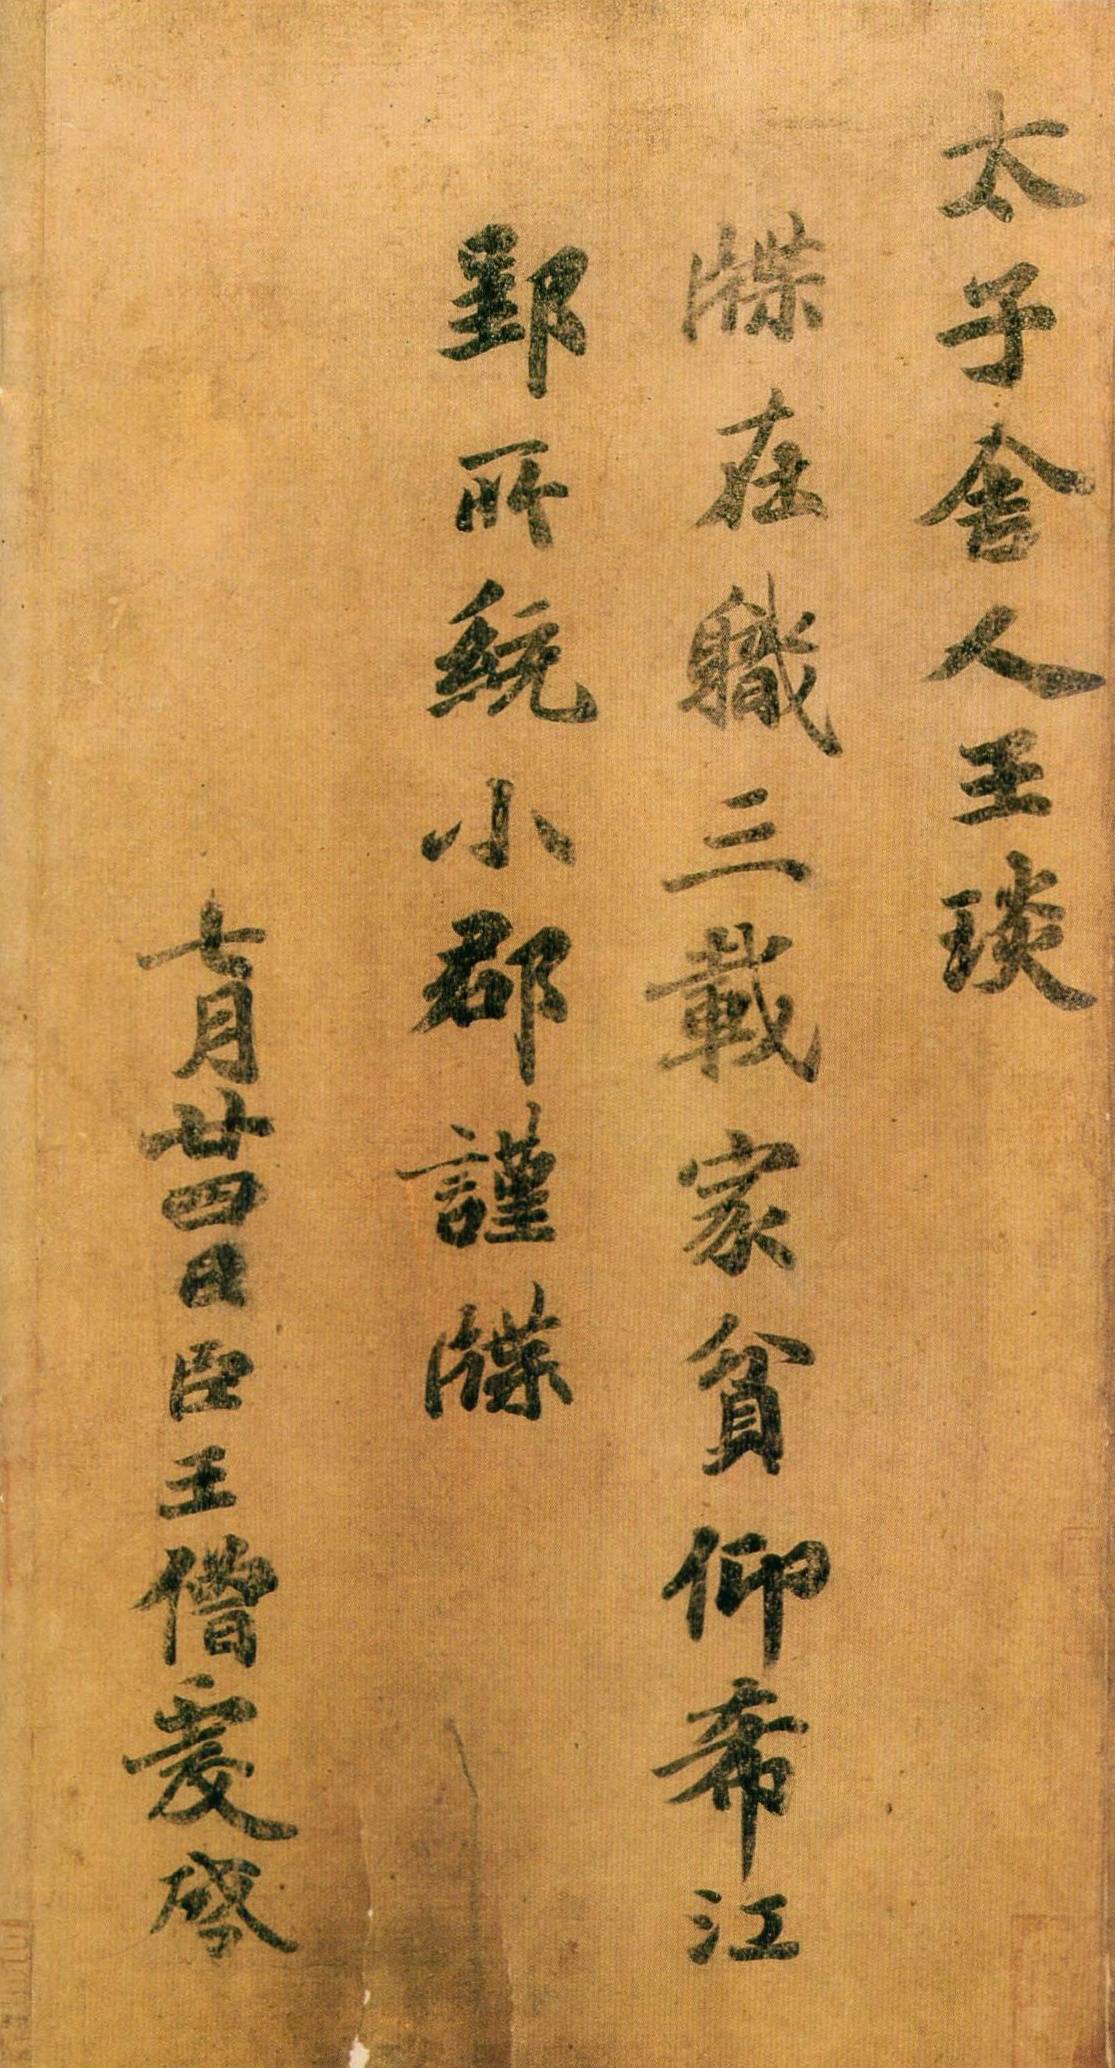 太子舍人王琰
牒在職三載家貧仰希江
郢所統小郡謹牒
七月廿四日臣王僧虔啓